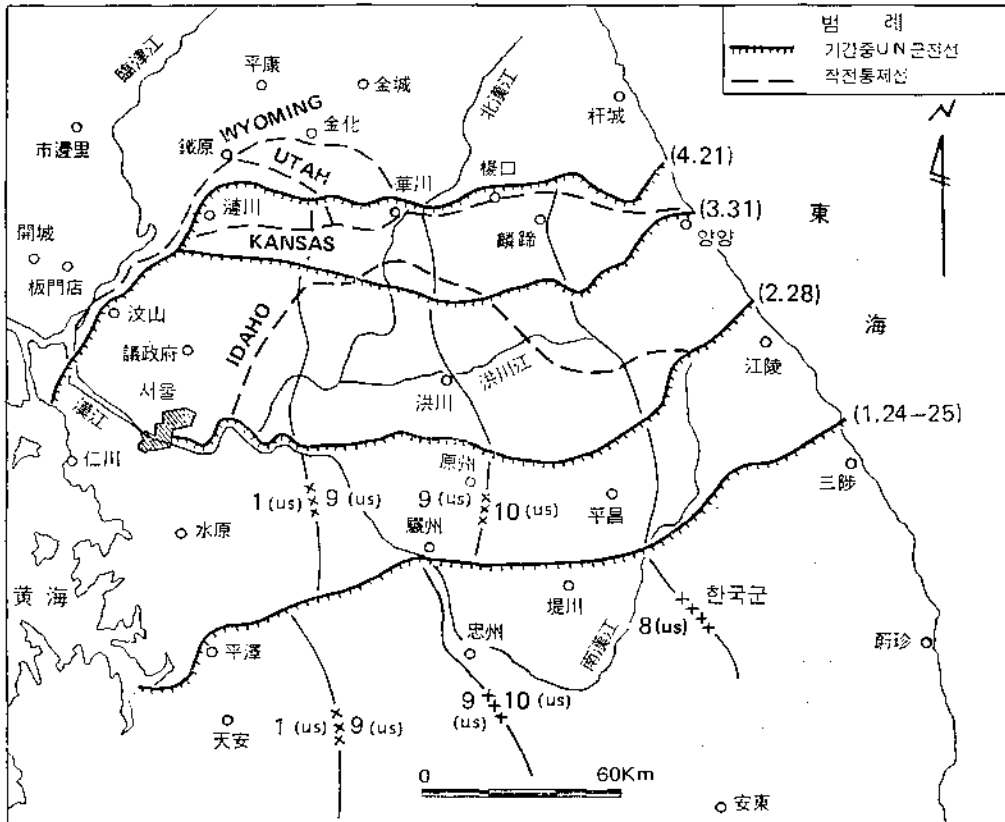 범 례
기간중UN군전선
작전통제선
N
臨津江
平康
金城
北漢江
杆城
市邊里
鐵原
WYOMING
金化
UTAH
華川
楊口
(4.21)
漣川
KANSAS
麟蹄
(3.31)
양양
東
海
開城
板門店
汶山
IDAHO
(2.28)
議政府
서울
洪川江
洪川
江陵
漢江
仁川
(1.24-25)
三陟
原州
1 (us) 9 (us)
9 (us) 10 (us)
平昌
水原
驪州
黄海
堤川
한국군
8 (us)
忠州
南漢江
蔚珍
平澤
9 (us) 10 (us)
1 (us) 9 (us)
天安
0 60Km
安東